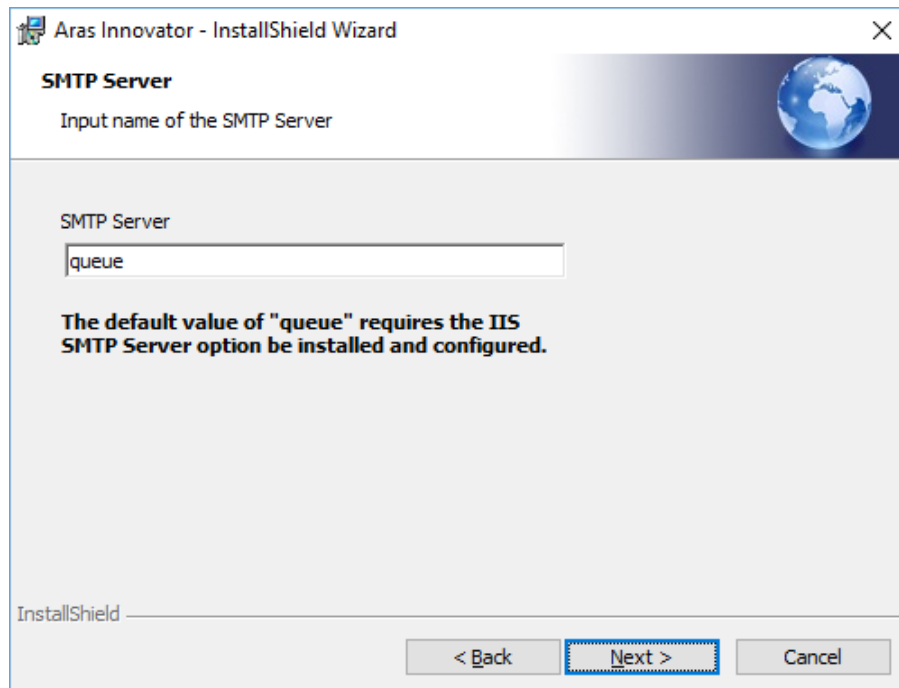 Aras Innovator - InstallShield Wizard
SMTP Server
Input name of the SMTP Server
SMTP Server
queue
The default value of "queue" requires the IIS
SMTP Server option be installed and configured.
InstallShield
< Back
Next >
Cancel